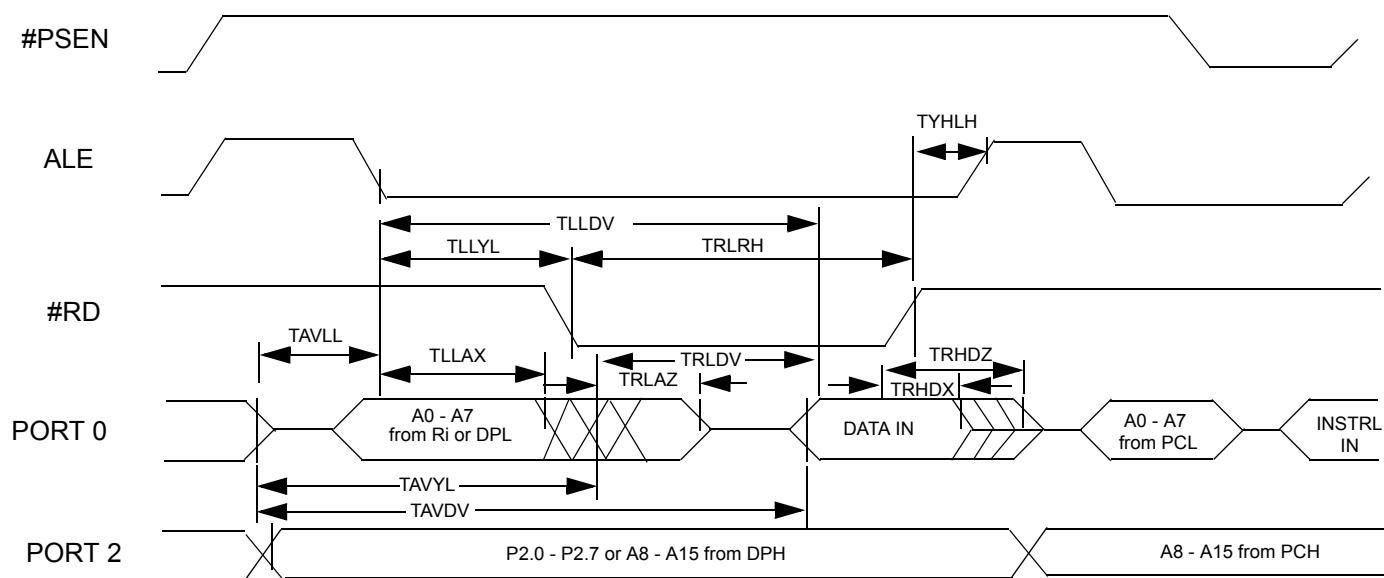 #PSEN
TYHLH
ALE
TLLDV
TLLYL
TRLRH
#RD
TAVLL
TLLAX
TRLDV
TRHDZ
TRLAZ
TRHDX
PORT 0
A0 - A7
from Ri or DPL
DATA IN
A0 - A7
from PCL
INSTRL
IN
TAVYL
TAVDV
PORT 2
P2.0 - P2.7 or A8 - A15 from DPH
A8 - A15 from PCH